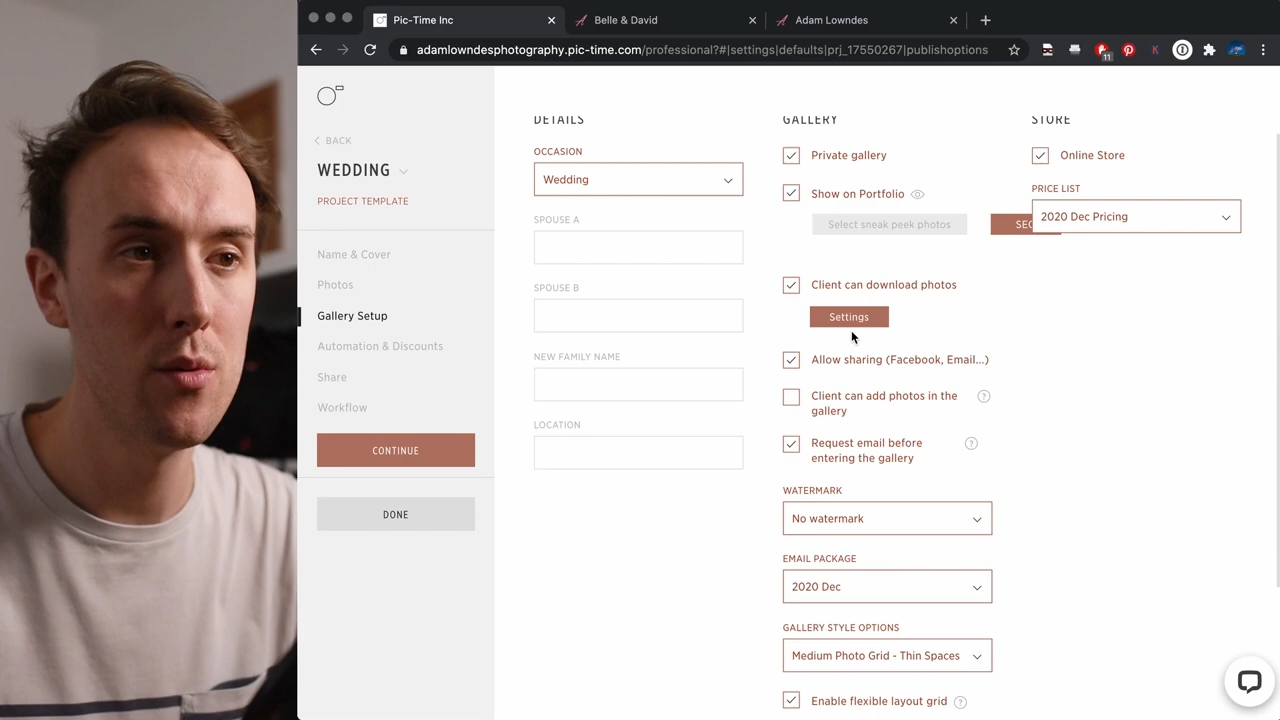 Pic-Time Inc
Belle & David
Adam Lowndes
adamlowndesphotography.pic-time.com/professional?#|settings|defaults|prj_17550267|publishoptions
11
K
BACK
WEDDING
PROJECT TEMPLATE
Name & Cover
Photos
Gallery Setup
Automation & Discounts
Share
Workflow
CONTINUE
DONE
DETAILS
OCCASION
Wedding
SPOUSE A
SPOUSE B
NEW FAMILY NAME
LOCATION
GALLERY
Private gallery
Show on Portfolio
Select sneak peek photos
Client can download photos
Settings
Allow sharing (Facebook, Email...)
Client can add photos in the
gallery
?
Request email before
entering the gallery
?
WATERMARK
No watermark
EMAIL PACKAGE
2020 Dec
GALLERY STYLE OPTIONS
Medium Photo Grid - Thin Spaces
Enable flexible layout grid
?
STORE
Online Store
PRICE LIST
2020 Dec Pricing